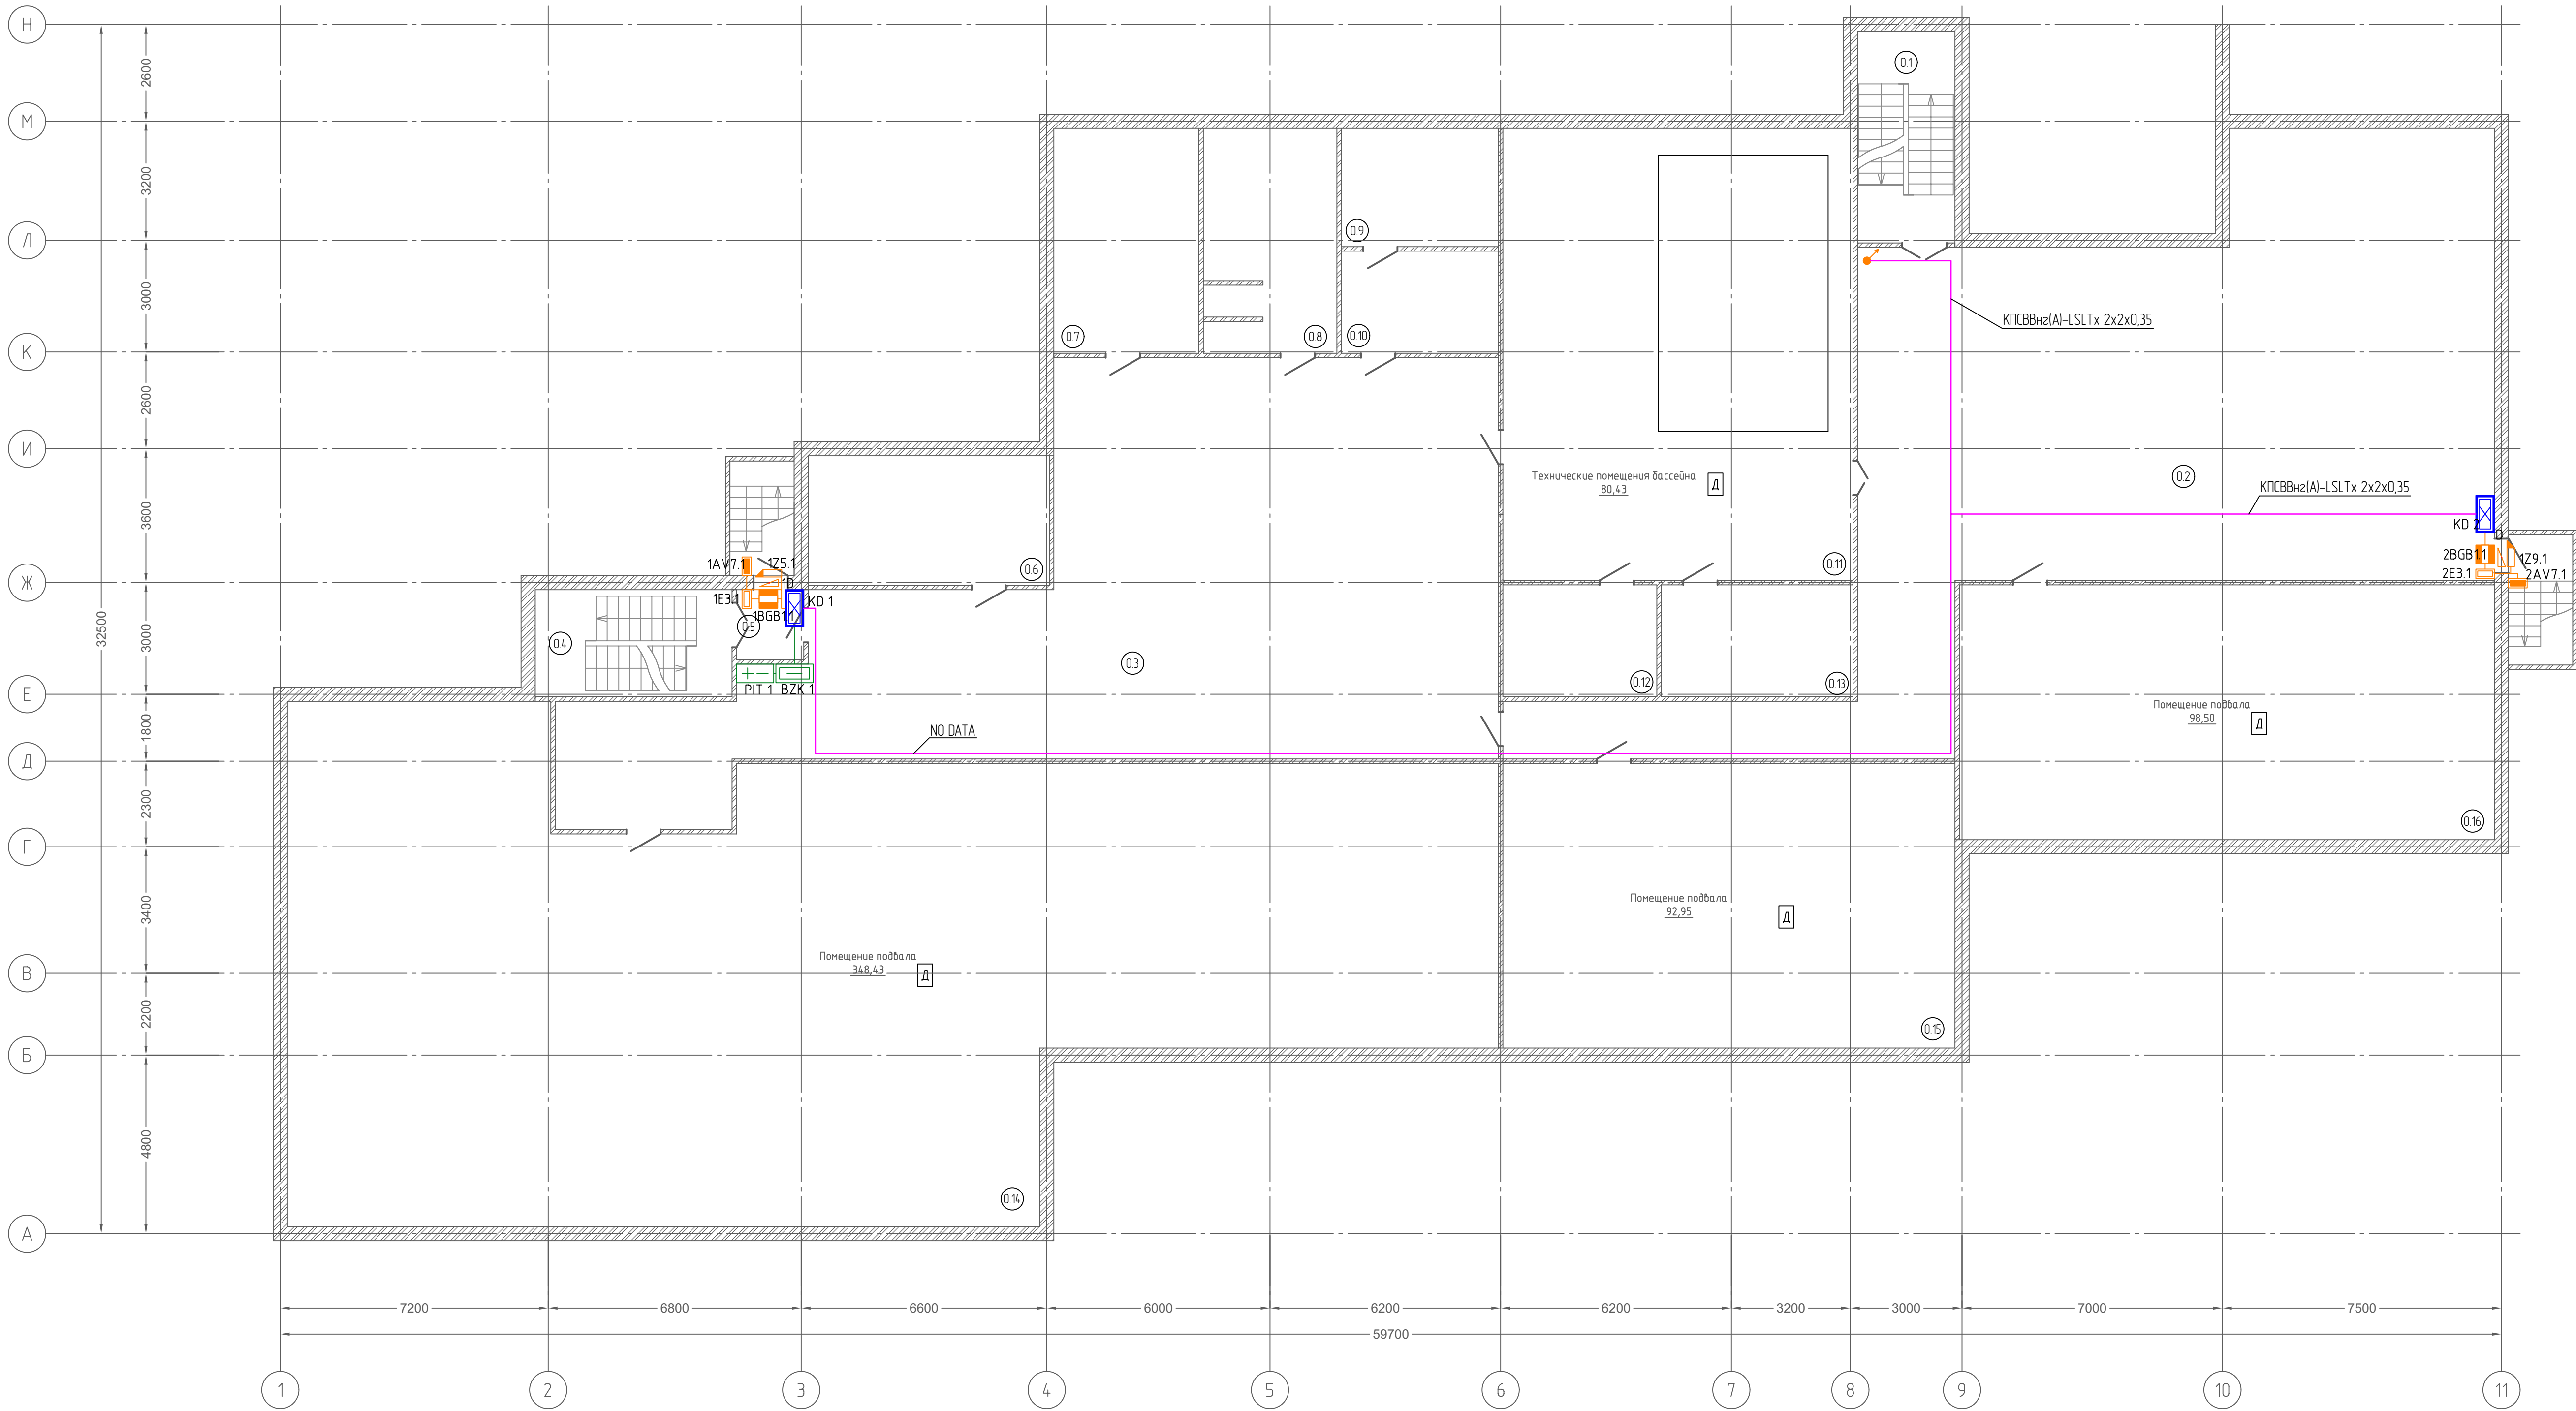 Н
М
Л
К
И
Ж
Е
Д
Г
В
Б
А
2600
3200
3000
2600
3600
3000
1800
2300
3400
2200
4800
32500
0.1
0.9
0.7
0.8
0.10
КПСВВнг(А)-LSLTx 2x2x0,35
0.2
КПСВВнг(А)-LSLTx 2x2x0,35
Технические помещения бассейна
80,43
Д
KD 2
2BGB1.1
1Z9.1
2E3.1
2AV7.1
1AV7.1
1Z5.1
1D
1E3.1
1BGB1.1
KD 1
0.6
0.11
0.5
0.4
0.3
0.12
0.13
PIT 1
BZK 1
NO DATA
Помещение подвала
98,50
Д
0.16
Помещение подвала
92,95
Д
Помещение подвала
348,43
Д
0.15
0.14
7200
6800
6600
6000
6200
6200
3200
3000
7000
7500
59700
1
2
3
4
5
6
7
8
9
10
11